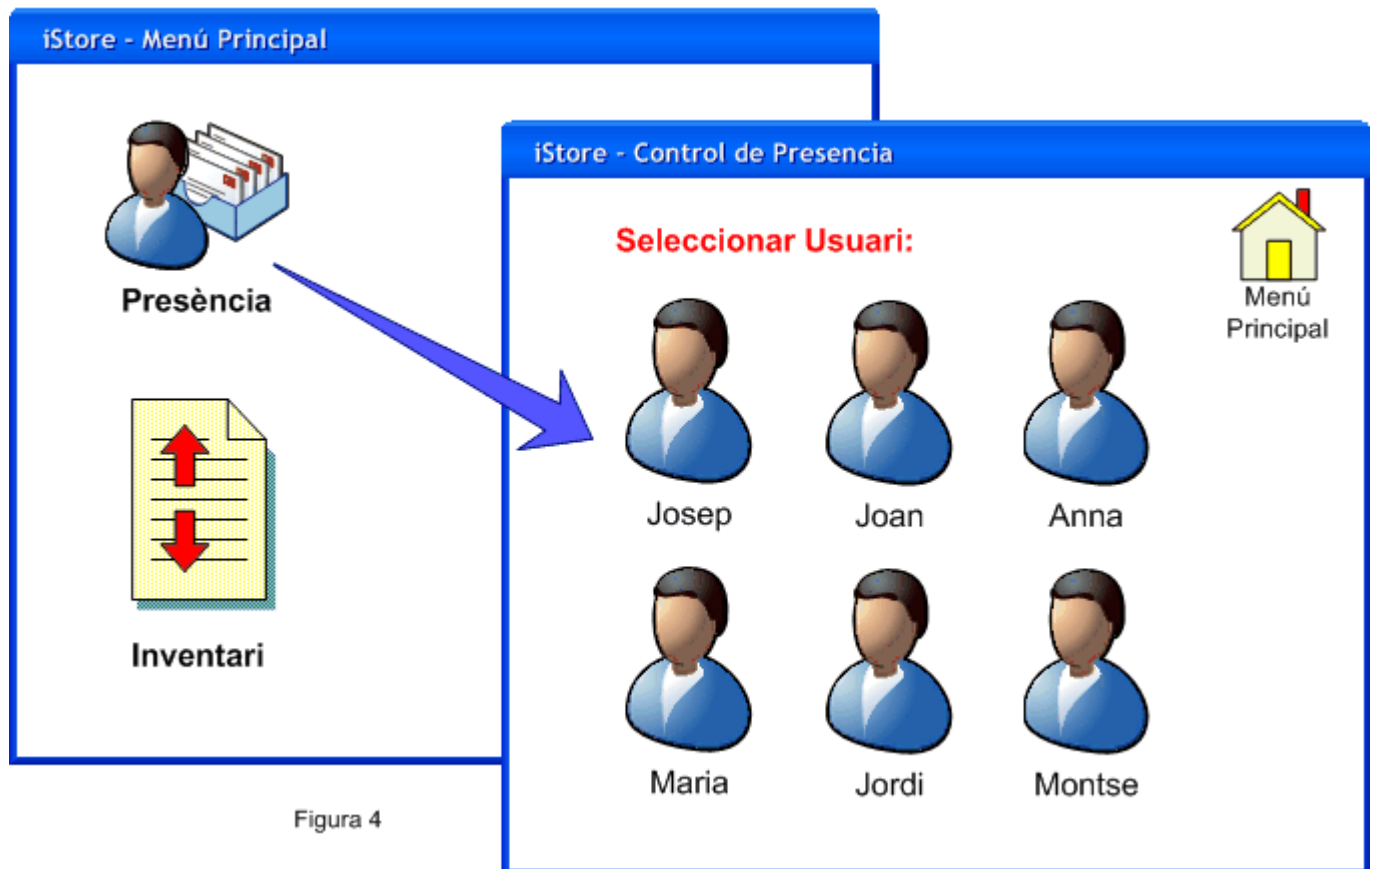 iStore - Menú Principal
Presència
Inventari
Figura 4
iStore - Control de Presencia
Seleccionar Usuari:
Menú
Principal
Josep Joan Anna
Maria Jordi Montse